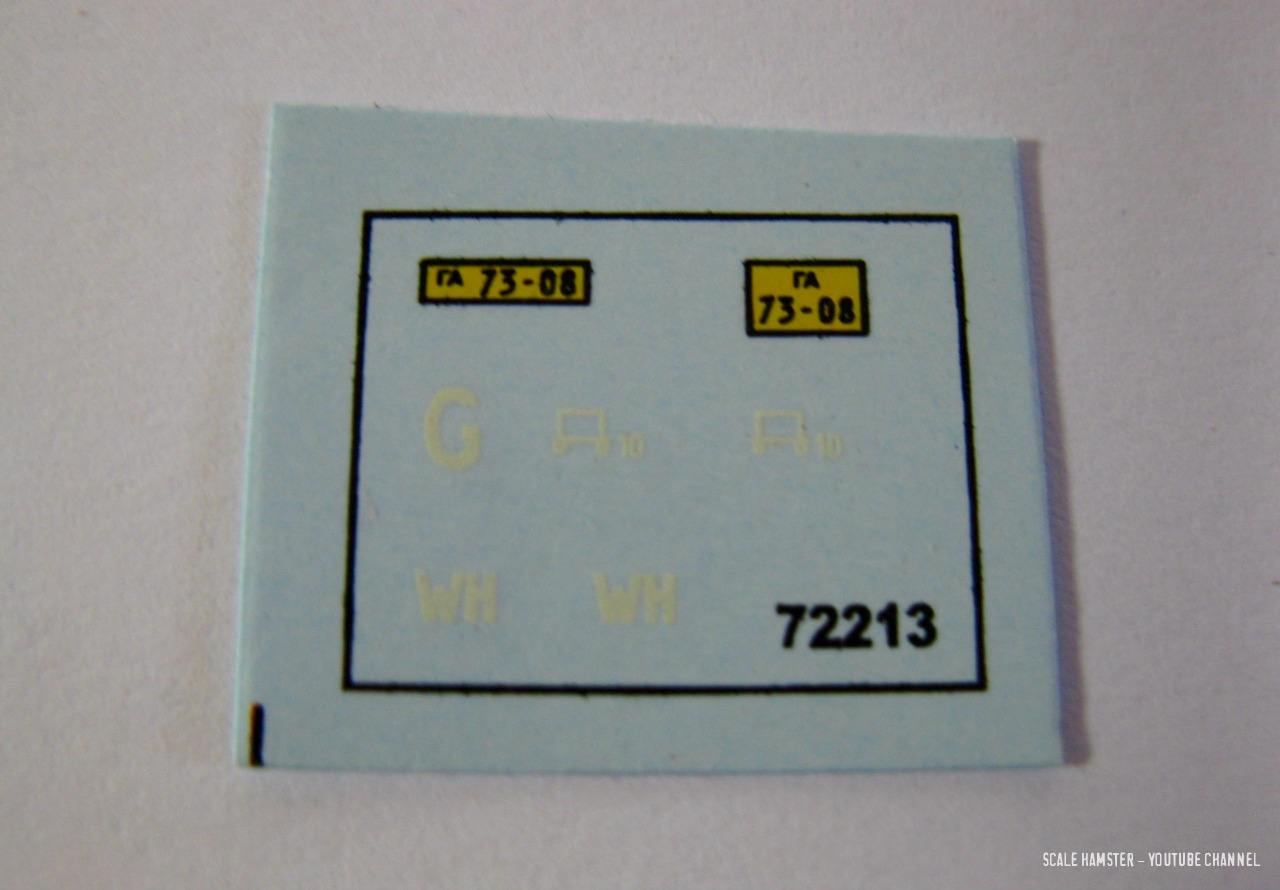 ГА 73-08
ГА
73-08
G
10
10
WH
WH
72213
SCALE HAMSTER – YOUTUBE CHANNEL